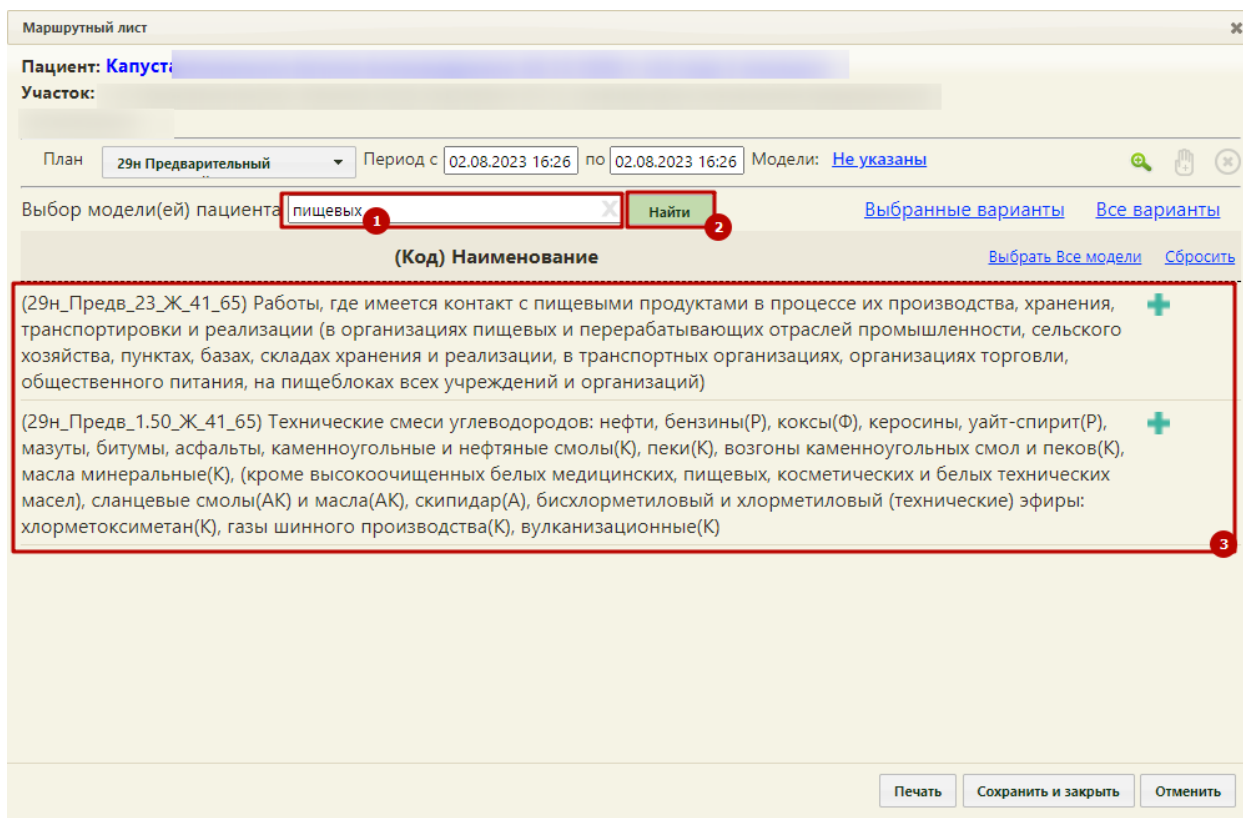 Маршрутный лист
Пациент: Капуста
Участок:
План 29н Предварительный Период с 02.08.2023 16:26 по 02.08.2023 16:26 Модели: Не указаны
Выбор модели(ей) пациента пищевых X Найти Выбранные варианты Все варианты
1
2
(Код) Наименование Выбрать Все модели Сбросить
(29н_Предв_23_Ж_41_65) Работы, где имеется контакт с пищевыми продуктами в процессе их производства, хранения,
транспортировки и реализации (в организациях пищевых и перерабатывающих отраслей промышленности, сельского
хозяйства, пунктах, базах, складах хранения и реализации, в транспортных организациях, организациях торговли,
общественного питания, на пищеблоках всех учреждений и организаций)
(29н_Предв_1.50_Ж_41_65) Технические смеси углеводородов: нефти, бензины(Р), коксы(Ф), керосины, уайт-спирит(Р),
мазуты, битумы, асфальты, каменноугольные и нефтяные смолы(К), пеки(К), возгоны каменноугольных смол и пеков(К),
масла минеральные(К), (кроме высокоочищенных белых медицинских, пищевых, косметических и белых технических
масел), сланцевые смолы(АК) и масла(АК), скипидар(А), бисхлорметиловый и хлорметиловый (технические) эфиры:
хлорметоксиметан(К), газы шинного производства(К), вулканизационные(К)
3
Печать Сохранить и закрыть Отменить